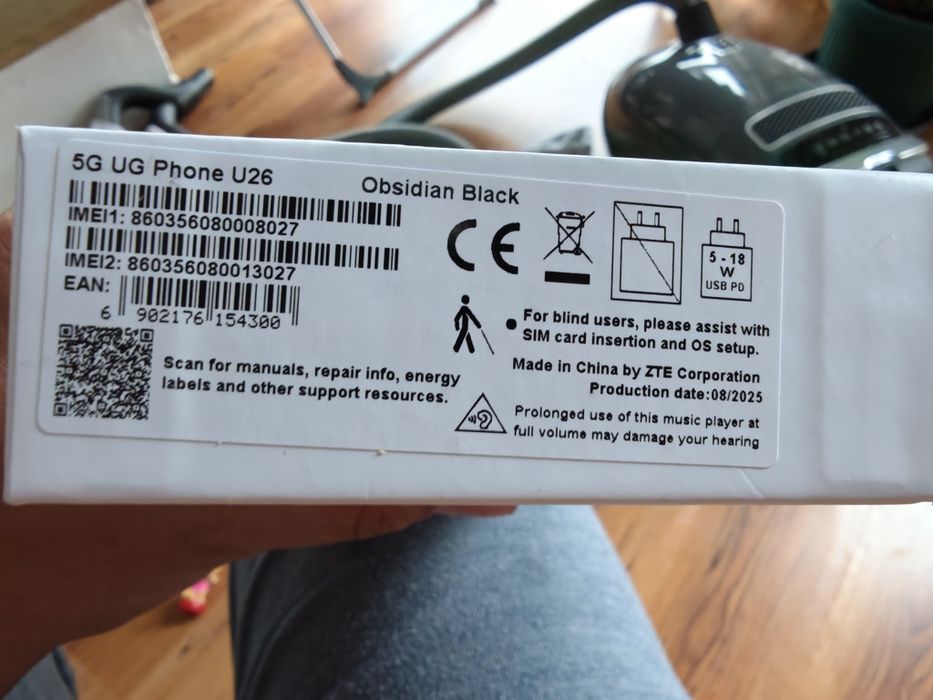 5G UG Phone U26
Obsidian Black
IMEI1: 860356080008027
IMEI2: 860356080013027
EAN:
6 902176 154300
CE
5 - 18
W
USB PD
For blind users, please assist with
SIM card insertion and OS setup.
Made in China by ZTE Corporation
Production date:08/2025
Scan for manuals, repair info, energy
labels and other support resources.
Prolonged use of this music player at
full volume may damage your hearing